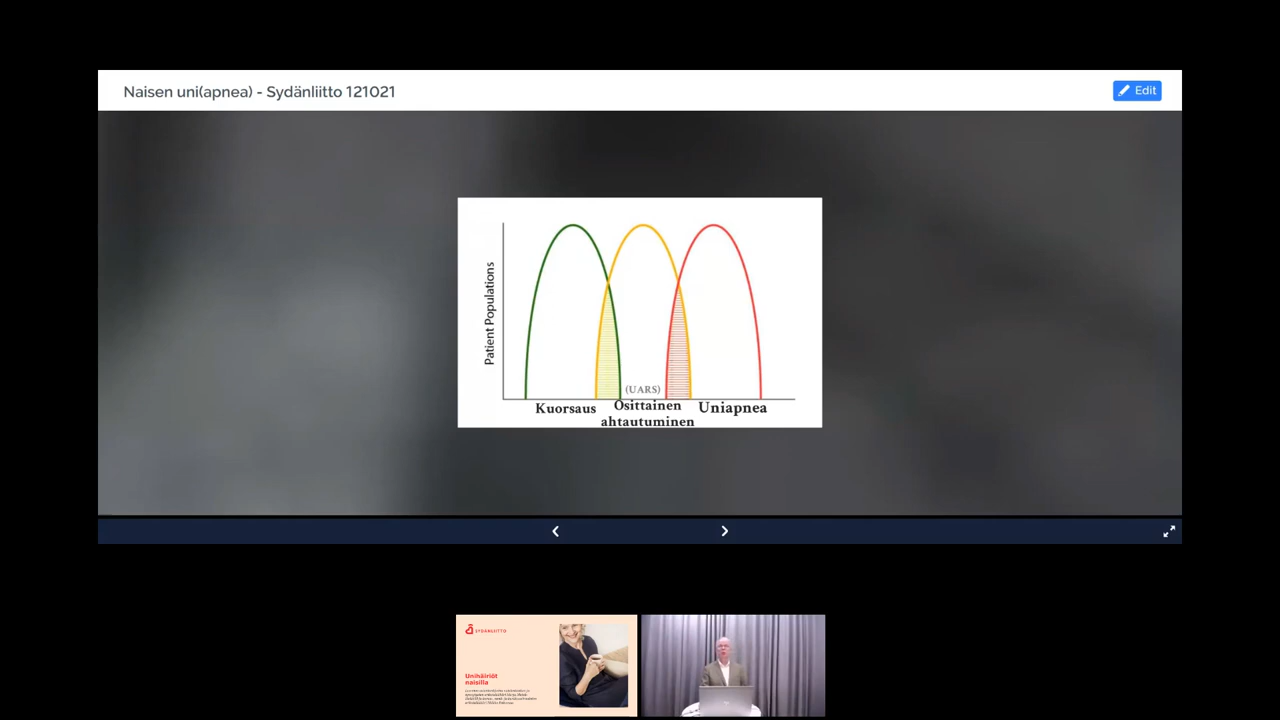 Naisen uni(apnea) - Sydänliitto 121021
Edit
Patient Populations
(UARS)
Kuorsaus
Osittainen
ahtautuminen
Uniapnea
SYDÄNLIITTO
Unihäiriöt
naisilla